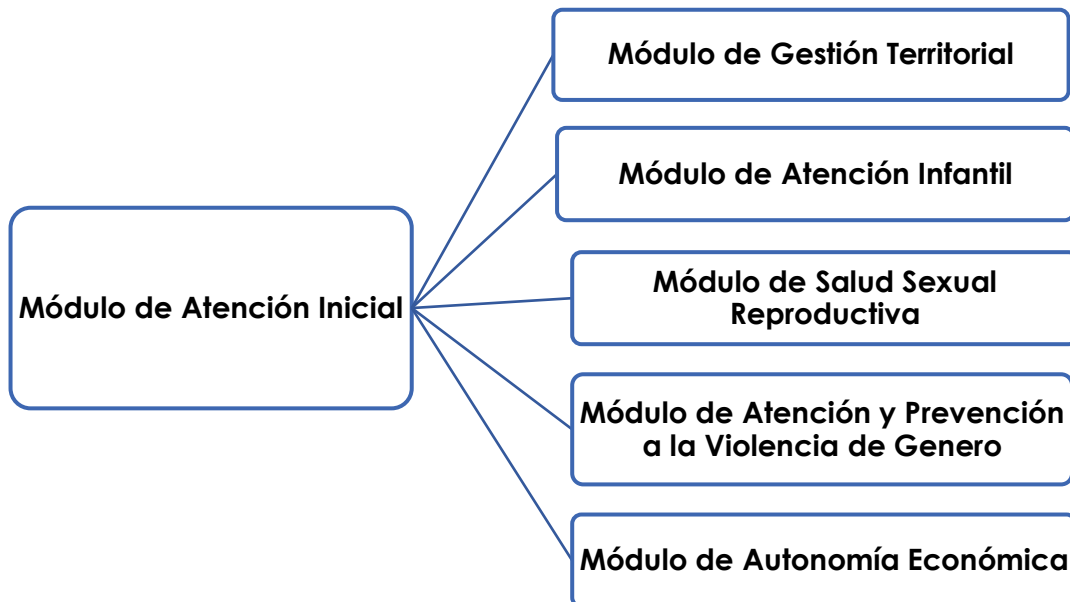 Módulo de Gestión Territorial
Módulo de Atención Infantil
Módulo de Atención Inicial
Módulo de Salud Sexual
Reproductiva
Módulo de Atención y Prevención
a la Violencia de Genero
Módulo de Autonomía Económica